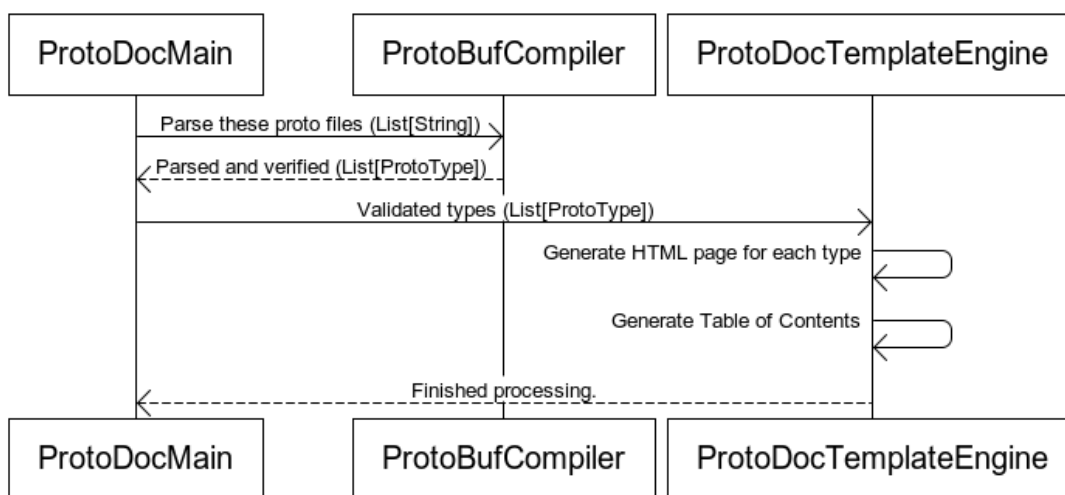 ProtoDocMain
ProtoBufCompiler
ProtoDocTemplateEngine
Parse these proto files (List[String])
Parsed and verified (List[ProtoType])
Validated types (List[ProtoType])
Generate HTML page for each type
Generate Table of Contents
Finished processing.
ProtoDocMain
ProtoBufCompiler
ProtoDocTemplateEngine